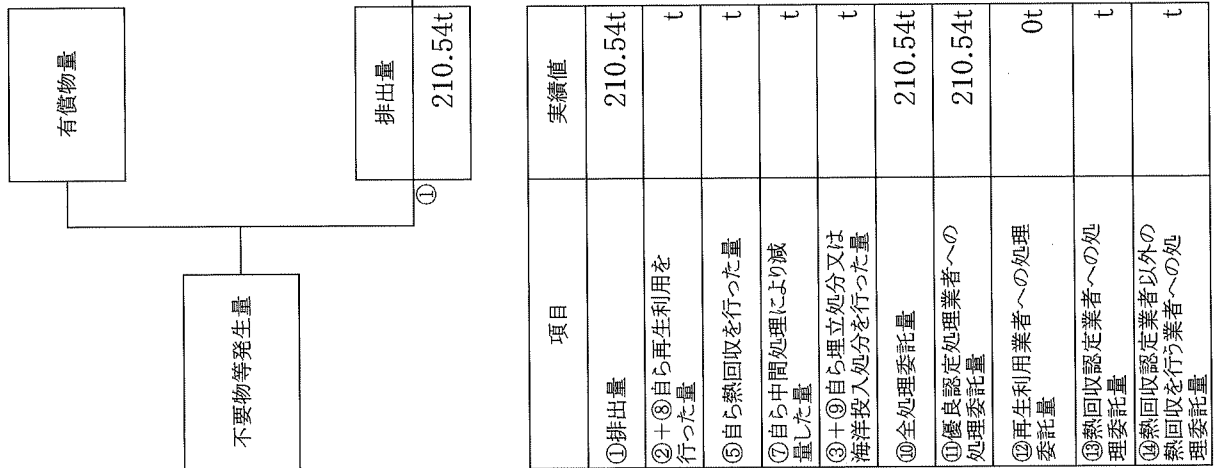 有償物量
不要物等発生量
①
排出量
210.54t
項目
実績値
①排出量
210.54t
②+⑧自ら再生利用を
行った量
t
⑤自ら熱回収を行った量
t
⑦自ら中間処理により減
量した量
t
③+⑨自ら埋立処分又は
海洋投入処分を行った量
t
⑩全処理委託量
210.54t
⑪優良認定処理業者への
処理委託量
210.54t
⑫再生利用業者への処理
委託量
0t
⑬熱回収認定業者への処
理委託量
t
⑭熱回収認定業者以外の
熱回収を行う業者への処
理委託量
t